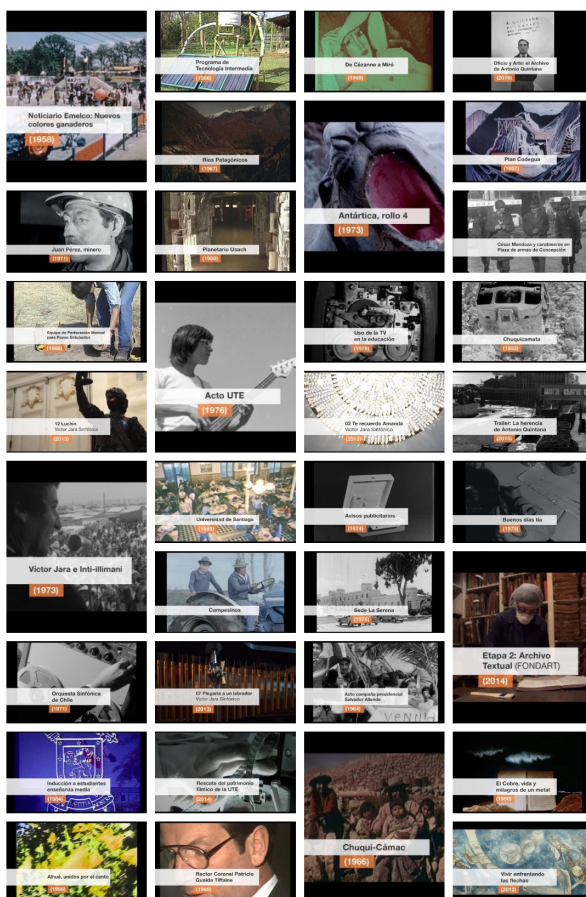 Noticiario Emelco: Nuevos
colores ganaderos
(1958)
Programa de
Tecnología Intermedia
De Cézanne a Miró
(1968)
Oficio y Arte: el Archivo
de Antonio Quintana
Ríos Patagónicos
(1967)
Antártica, rollo 4
(1973)
Plan Codegua
Juan Pérez, minero
(1971)
Planetario Usach
César Mendoza y carabineros en
Plaza de armas de Concepción
Equipo de Perforación Manual
para Pozos Entubados
Acto UTE
(1976)
Uso de la TV
en la educación
(1975)
Chuquicamata
12 Luchín
Víctor Jara Sinfónico
(2013)
02 Te recuerdo Amanda
Víctor Jara Sinfónico
(2013)
Trailer: La herencia
de Antonio Quintana
Víctor Jara e Inti-illimani
(1973)
Universidad de Santiago
Avisos publicitarios
(1974)
Buenos días tía
(1975)
Campesinos
Sede La Serena
Etapa 2: Archivo
Textual (FONDART)
(2014)
Orquesta Sinfónica
de Chile
(1971)
07 Plegaria a un labrador
Víctor Jara Sinfónico
(2013)
Acto campaña presidencial
Salvador Allende
(1964)
Inducción a estudiantes
enseñanza media
Rescate del patrimonio
fílmico de la UTE
(2014)
Chuqui-Cámac
(1966)
El Cobre, vida y
milagros de un metal
Alhué, unidos por el canto
Rector Coronel Patricio
Vivir enfrentando
las flechas
(2012)